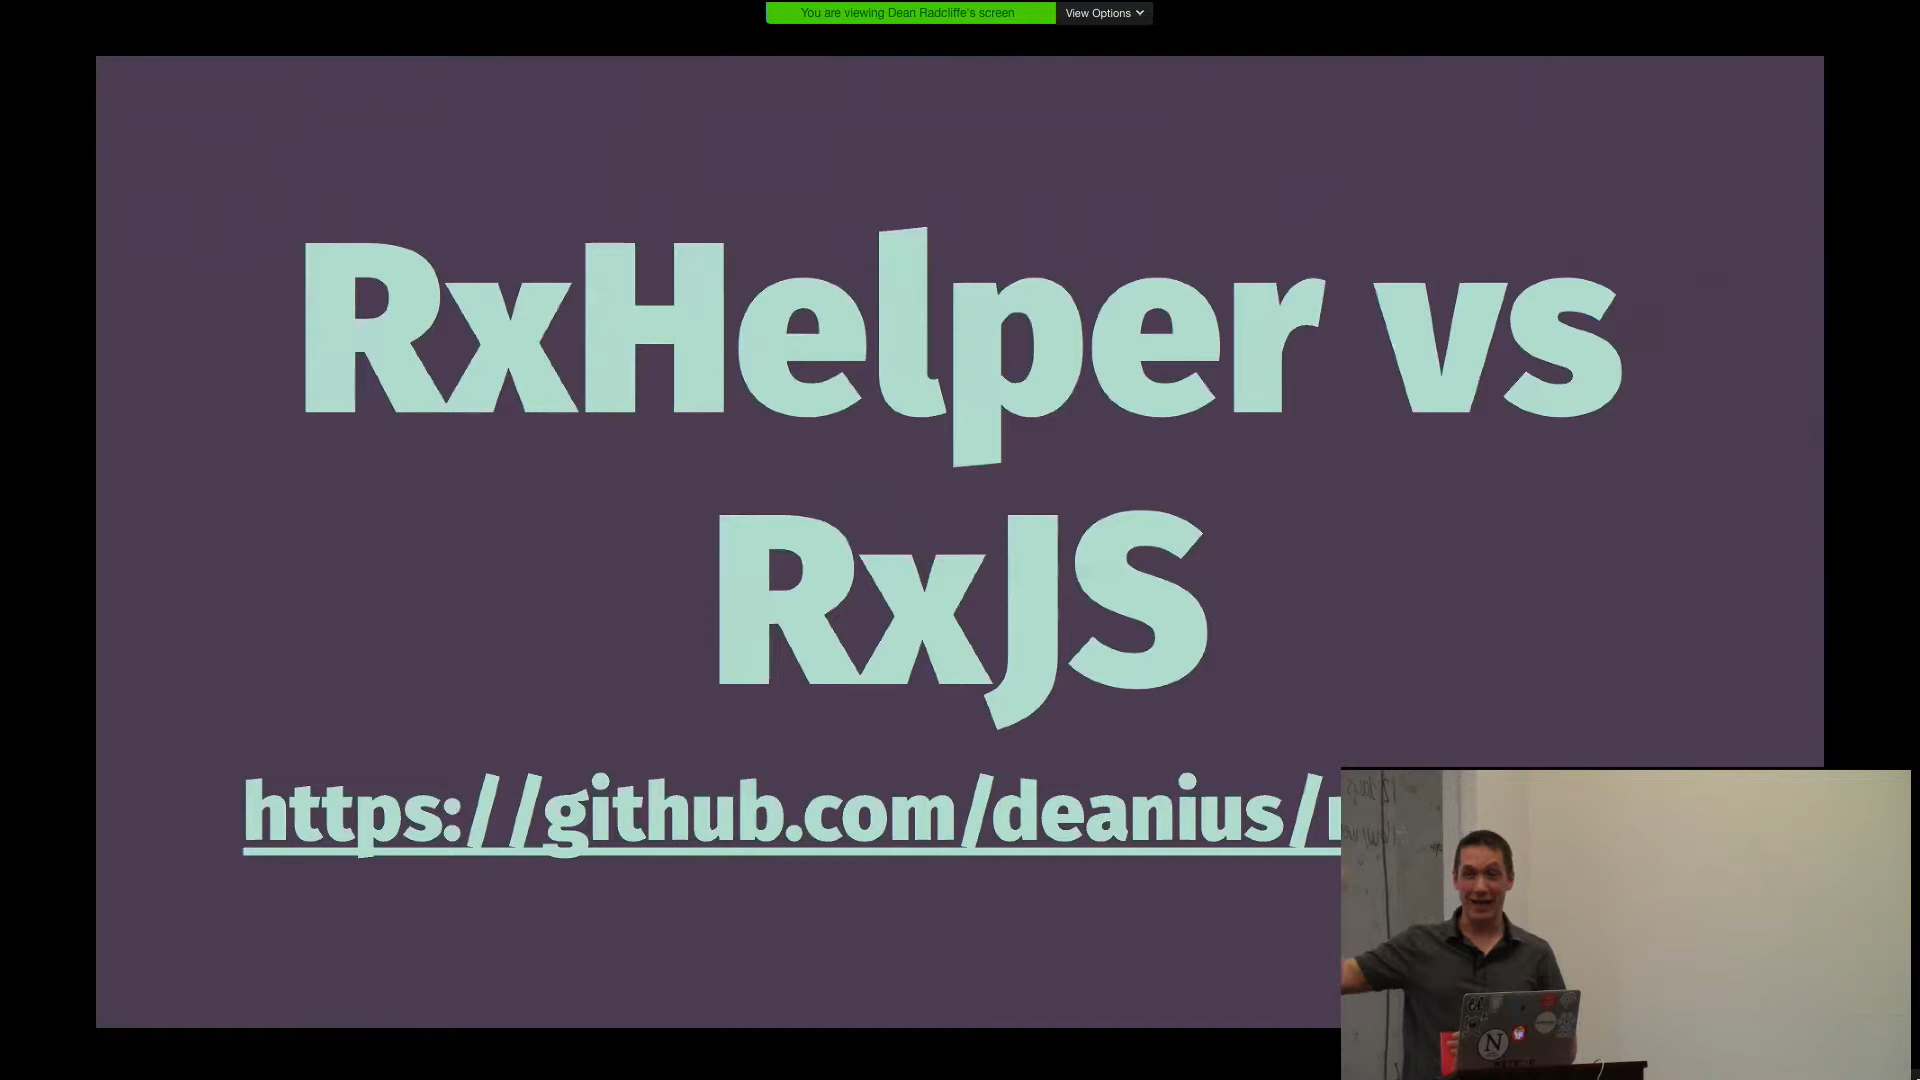 You are viewing Dean Radcliffe's screen View Options
RxHelper vs
RxJS
https://github.com/deanius/r
N